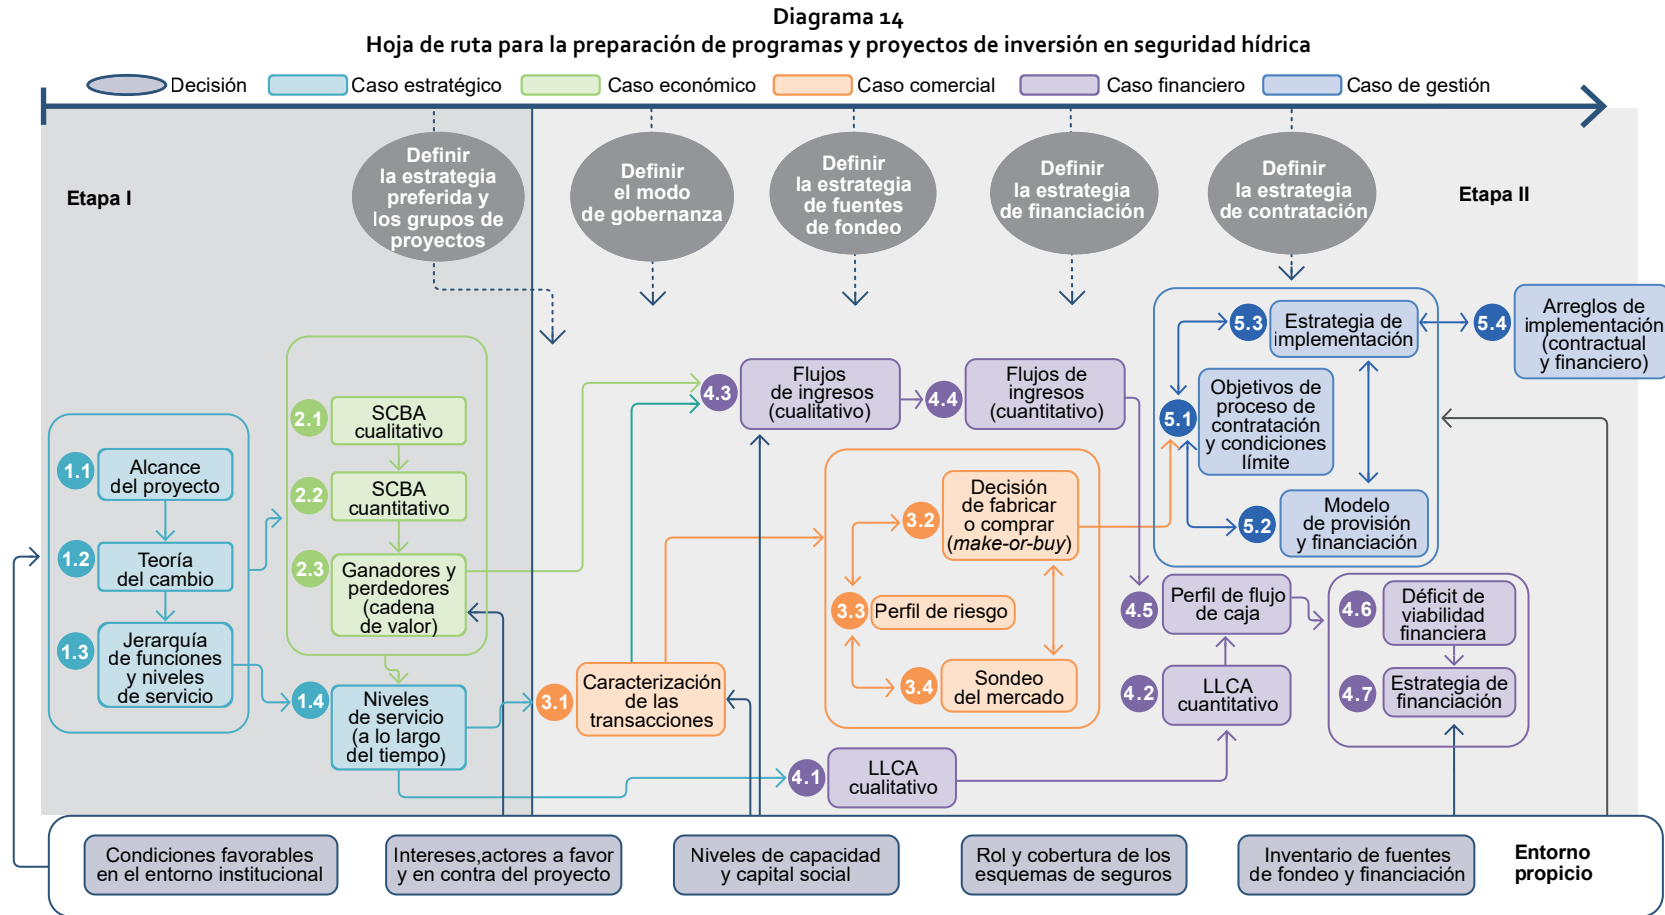 Diagrama 14
Hoja de ruta para la preparación de programas y proyectos de inversión en seguridad hídrica
Decisión
Caso estratégico
Caso económico
Caso comercial
Caso financiero
Caso de gestión
Etapa I
Definir
la estrategia
preferida y
los grupos de
proyectos
Definir
el modo
de gobernanza
Definir
la estrategia
de fuentes
de fondeo
Definir
la estrategia
de financiación
Definir
la estrategia
de contratación
Etapa II
1.1
Alcance
del proyecto
1.2
Teoría
del cambio
1.3
Jerarquía
de funciones
y niveles
de servicio
2.1
SCBA
cualitativo
2.2
SCBA
cuantitativo
2.3
Ganadores y
perdedores
(cadena
de valor)
1.4
Niveles
de servicio
(a lo largo
del tiempo)
3.1
Caracterización
de las
transacciones
4.3
Flujos
de ingresos
(cualitativo)
4.4
Flujos de
ingresos
(cuantitativo)
3.2
Decisión
de fabricar
o comprar
(make-or-buy)
3.3
Perfil de riesgo
3.4
Sondeo
del mercado
4.1
LLCA
cualitativo
4.5
Perfil de flujo
de caja
4.2
LLCA
cuantitativo
5.3
Estrategia de
implementación
5.1
Objetivos de
proceso de
contratación
y condiciones
límite
5.2
Modelo
de provisión
y financiación
5.4
Arreglos de
implementación
(contractual
y financiero)
4.6
Déficit de
viabilidad
financiera
4.7
Estrategia de
financiación
Condiciones favorables
en el entorno institucional
Intereses,actores a favor
y en contra del proyecto
Niveles de capacidad
y capital social
Rol y cobertura de los
esquemas de seguros
Inventario de fuentes
de fondeo y financiación
Entorno
propicio